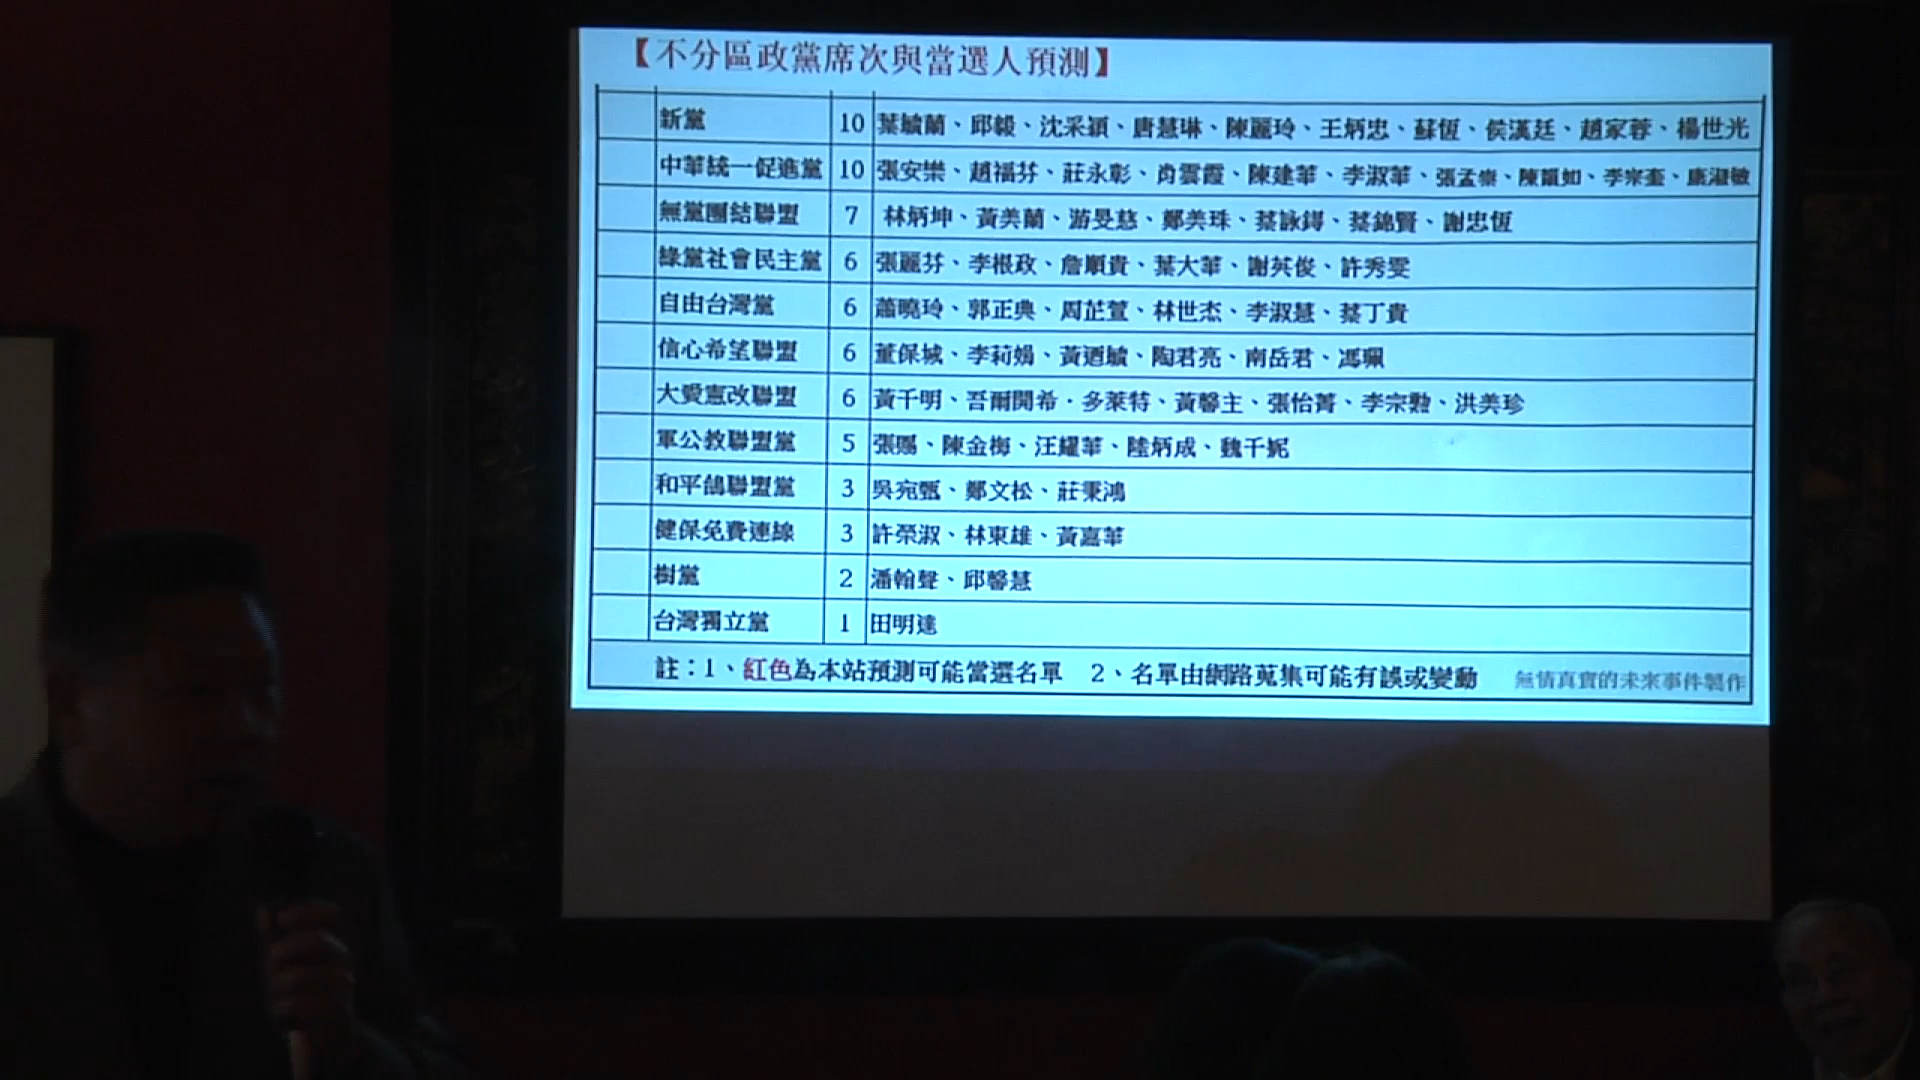 【不分區政黨席次與當選人預測】
新黨 10 葉毓蘭、邱毅、沈采穎、唐慧琳、陳麗玲、王炳忠、蘇恆、侯漢廷、趙家蓉、楊世光
中華統一促進黨 10 張安樂、趙福芬、莊永彰、肖雲霞、陳建華、李淑華、張孟崇、陳韻如、李宗奎、康淑敏
無黨團結聯盟 7 林炳坤、黃美蘭、游旻慈、鄭美珠、蔡詠鍀、蔡錦賢、謝忠恆
綠黨社會民主黨 6 張麗芬、李根政、詹順貴、葉大華、謝英俊、許秀雯
自由台灣黨 6 蕭曉玲、郭正典、周芷萱、林世杰、李淑慧、蔡丁貴
信心希望聯盟 6 董保城、李莉娟、黃迺毓、陶君亮、南岳君、馮珮
大愛憲改聯盟 6 黃千明、吾爾開希．多萊特、黃馨主、張怡菁、李宗勳、洪美珍
軍公教聯盟黨 5 張賜、陳金梅、汪耀華、陸炳成、魏千妮
和平鴿聯盟黨 3 吳宛甄、鄭文松、莊秉鴻
健保免費連線 3 許榮淑、林東雄、黃嘉華
樹黨 2 潘翰聲、邱馨慧
台灣獨立黨 1 田明達
註：1、紅色為本站預測可能當選名單 2、名單由網路蒐集可能有誤或變動 無情真實的未來事件製作